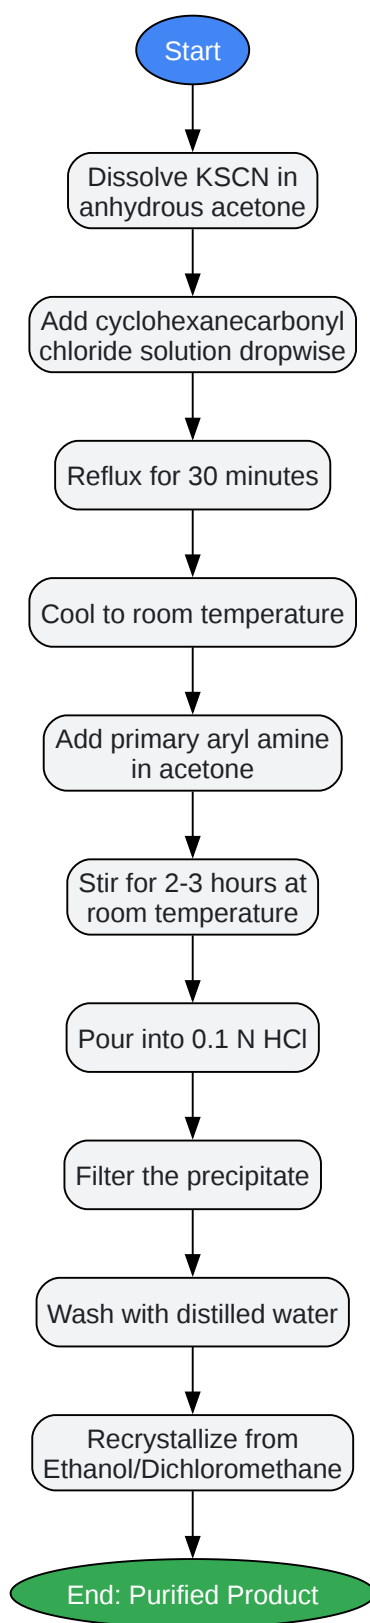 Start
Dissolve KSCN in
anhydrous acetone
Add cyclohexanecarbonyl
chloride solution dropwise
Reflux for 30 minutes
Cool to room temperature
Add primary aryl amine
in acetone
Stir for 2-3 hours at
room temperature
Pour into 0.1 N HCl
Filter the precipitate
Wash with distilled water
Recrystallize from
Ethanol/Dichloromethane
End: Purified Product